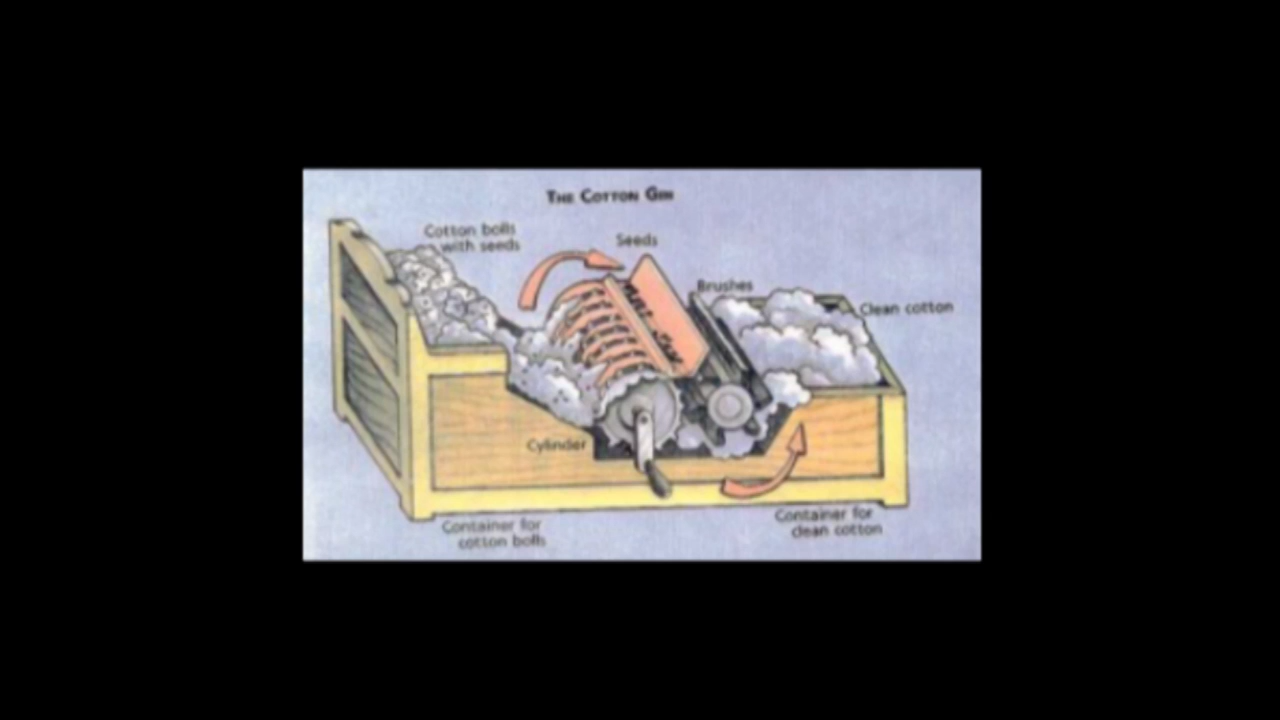 THE COTTON GIN
Cotton bolls
with seeds
Seeds
Brushes
Clean cotton
Cylinder
Container for
cotton bolls
Container for
clean cotton